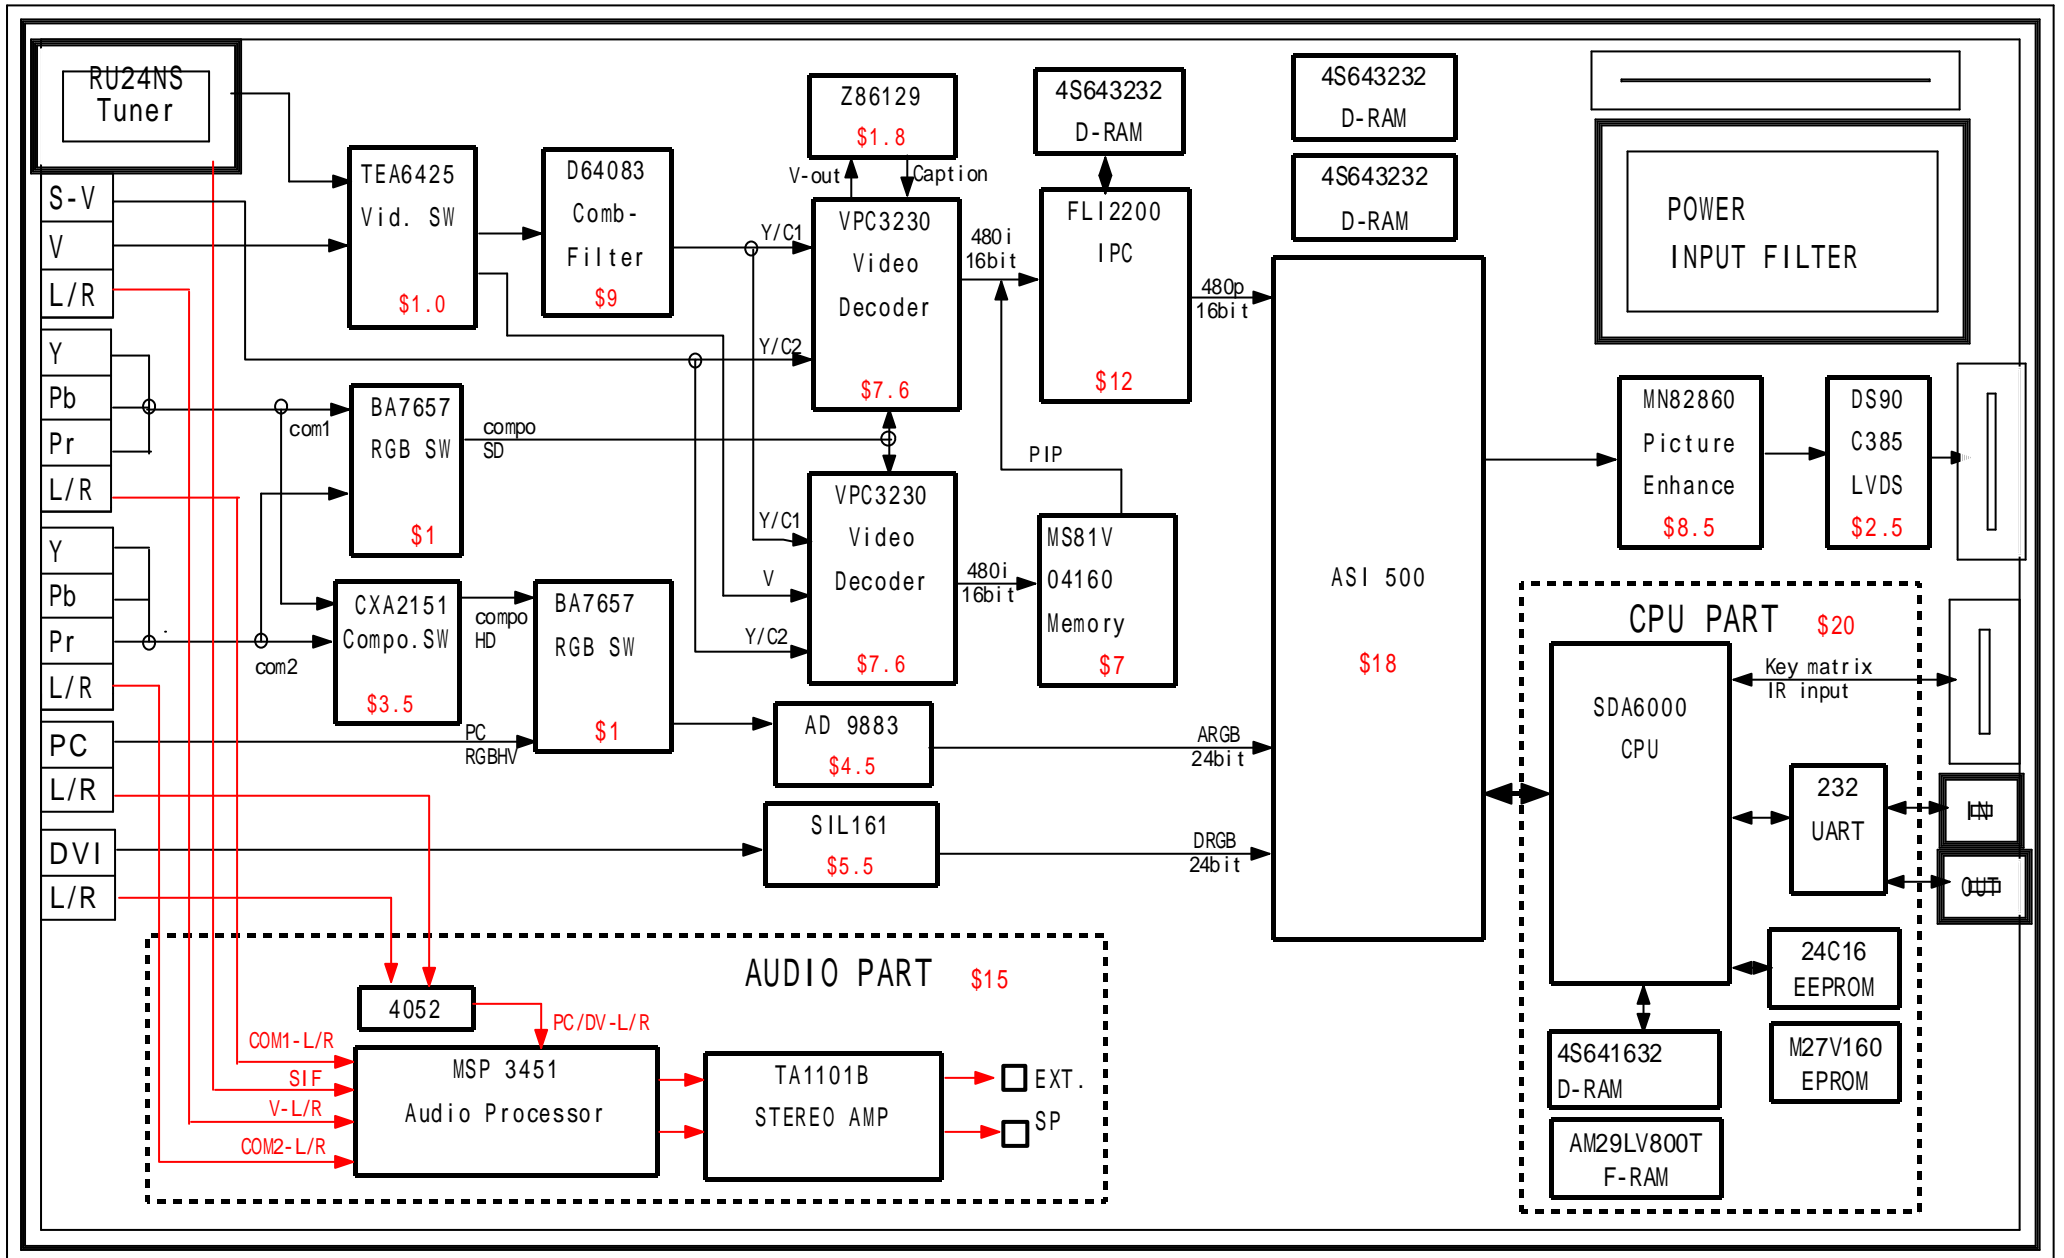 RU24NS
Tuner
S-V
V
L/R
Y
Pb
Pr
L/R
Y
Pb
Pr
L/R
PC
L/R
DVI
L/R
TEA6425
Vid. SW
$1.0
D64083
Comb-
Filter
$9
Z86129
$1.8
V-out
Caption
Y/C1
Y/C2
VPC3230
Video
Decoder
$7.6
480i
16bit
4S643232
D-RAM
FLI2200
IPC
$12
480p
16bit
4S643232
D-RAM
4S643232
D-RAM
POWER
INPUT FILTER
com1
BA7657
RGB SW
$1
compo
SD
com2
CXA2151
Compo.SW
$3.5
compo
HD
PC
RGBHV
BA7657
RGB SW
$1
Y/C1
V
Y/C2
VPC3230
Video
Decoder
$7.6
480i
16bit
PIP
MS81V
04160
Memory
$7
AD 9883
$4.5
ARGB
24bit
SIL161
$5.5
DRGB
24bit
ASI 500
$18
MN82860
Picture
Enhance
$8.5
DS90
C385
LVDS
$2.5
CPU PART
$20
SDA6000
CPU
Key matrix
IR input
232
UART
IN
OUT
24C16
EEPROM
4S641632
D-RAM
M27V160
EPROM
AM29LV800T
F-RAM
AUDIO PART
$15
4052
PC/DV-L/R
COM1-L/R
SIF
V-L/R
COM2-L/R
MSP 3451
Audio Processor
TA1101B
STEREO AMP
EXT.
SP